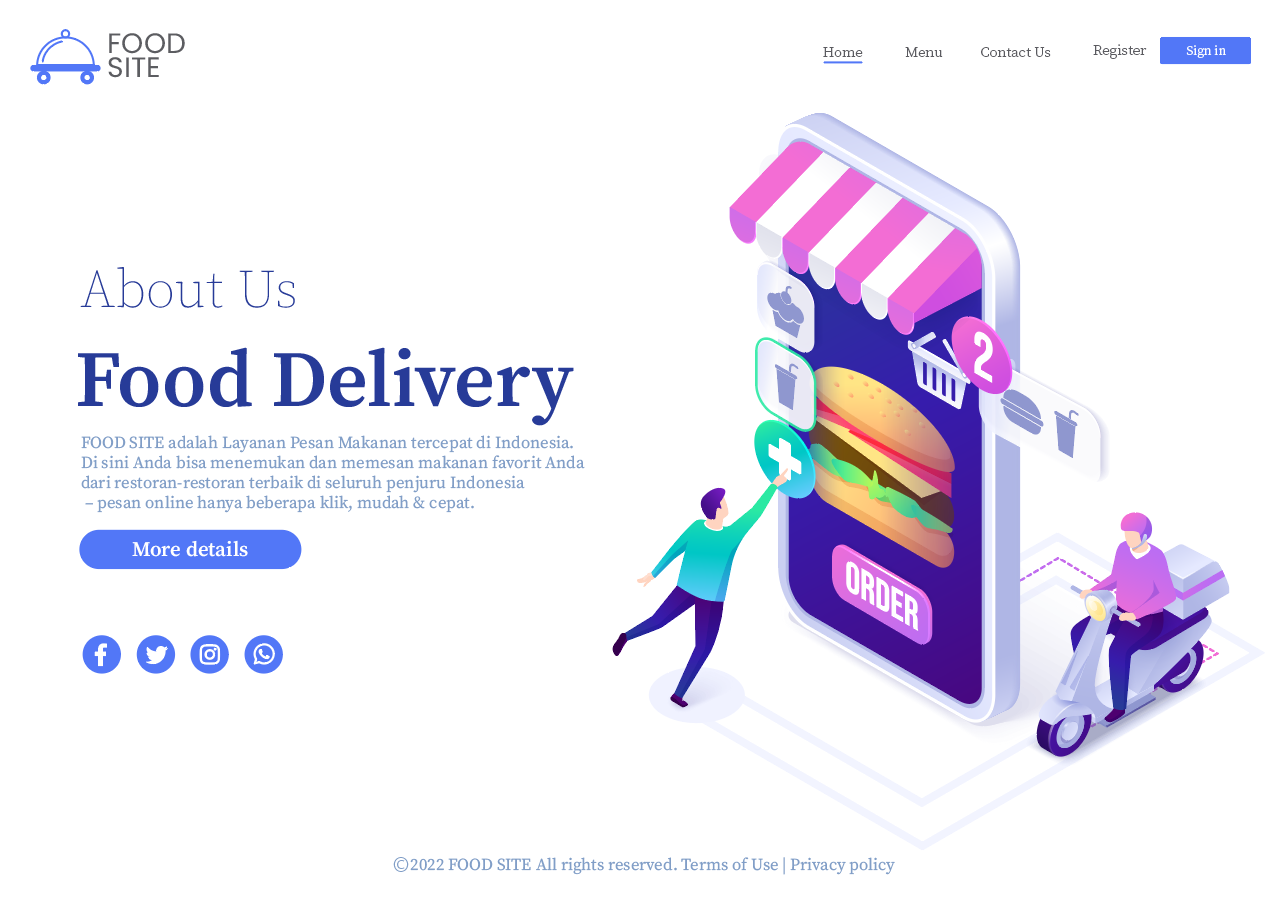 FOOD
SITE
Home
Menu
Contact Us
Register
Sign in
About Us
Food Delivery
FOOD SITE adalah Layanan Pesan Makanan tercepat di Indonesia.
Di sini Anda bisa menemukan dan memesan makanan favorit Anda
dari restoran-restoran terbaik di seluruh penjuru Indonesia
– pesan online hanya beberapa klik, mudah & cepat.
More details
2
ORDER
©2022 FOOD SITE All rights reserved. Terms of Use | Privacy policy